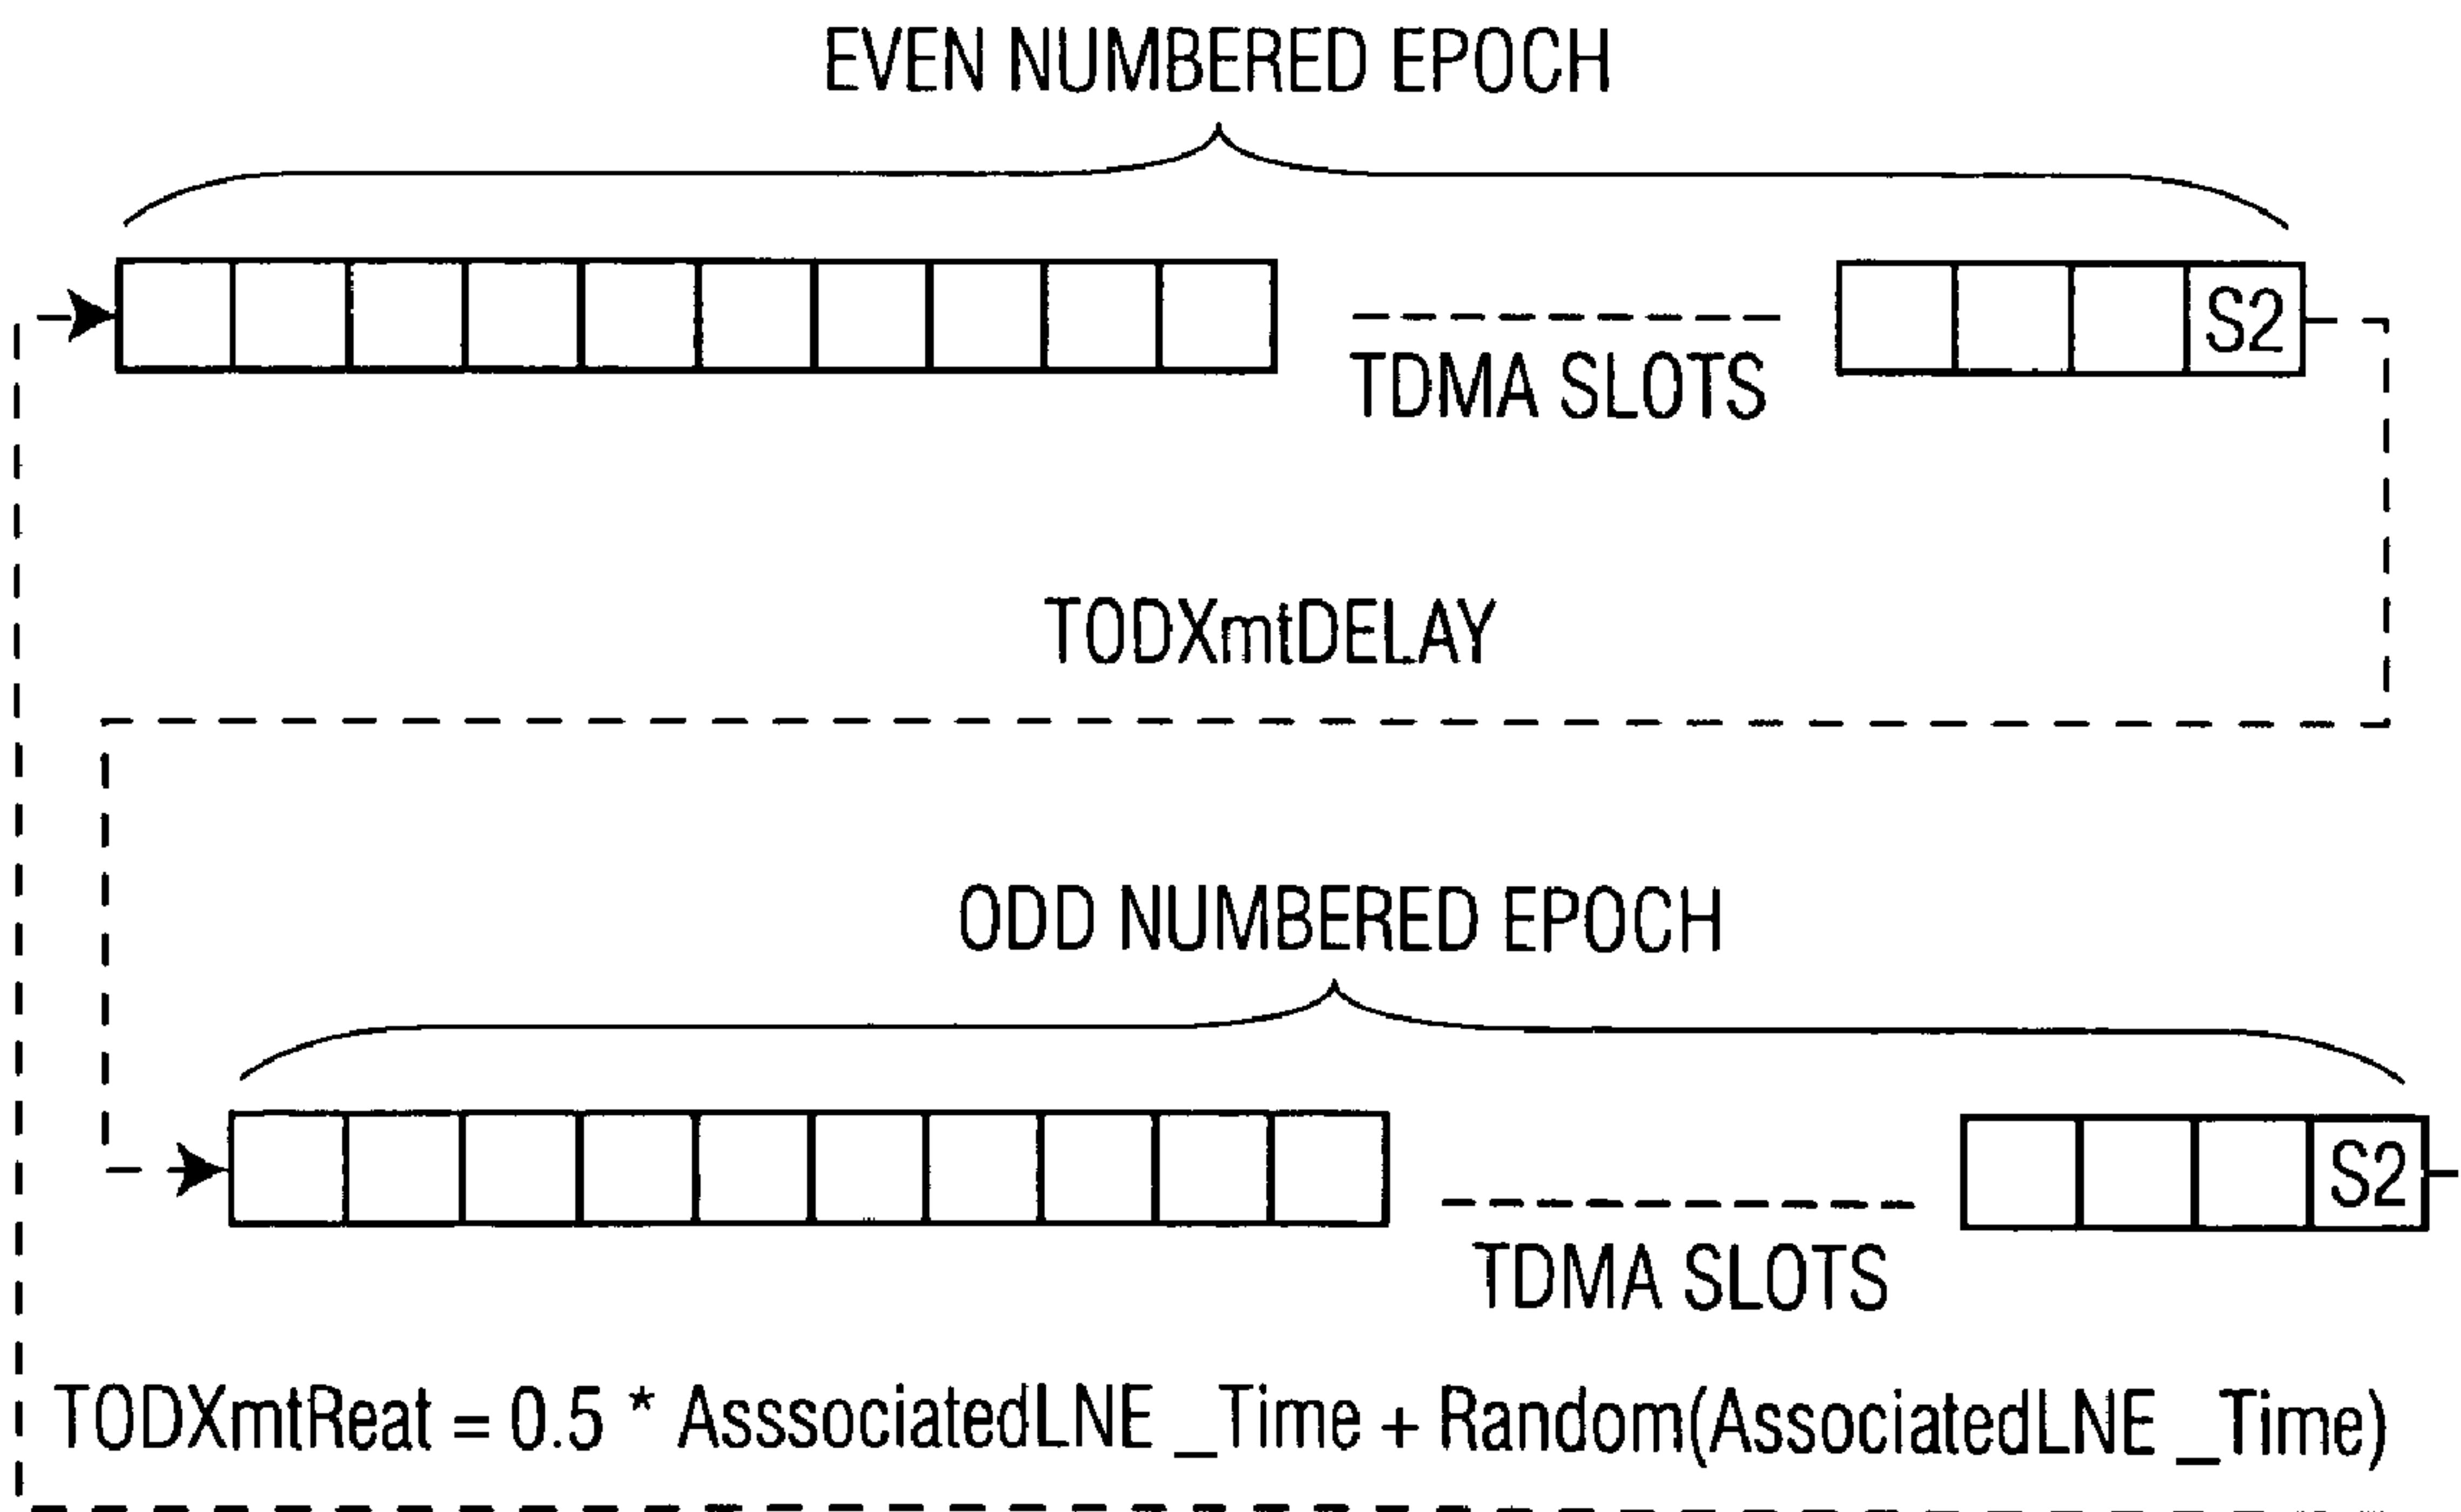 EVEN NUMBERED EPOCH
S2
TDMA SLOTS
TODXmtDELAY
ODD NUMBERED EPOCH
S2
TDMA SLOTS
TODXmtReat = 0.5 * AsssociatedLNE _Time + Random(AssociatedLNE _Time)